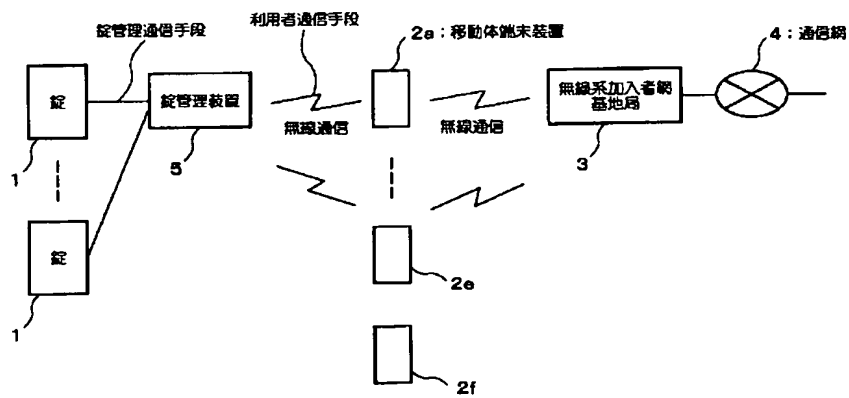 錠管理通信手段
利用者通信手段
2a：移動体端末装置
4：通信網
錠
錠管理装置
無線通信
無線通信
無線系加入者網
基地局
1
5
3
錠
1
2e
2f